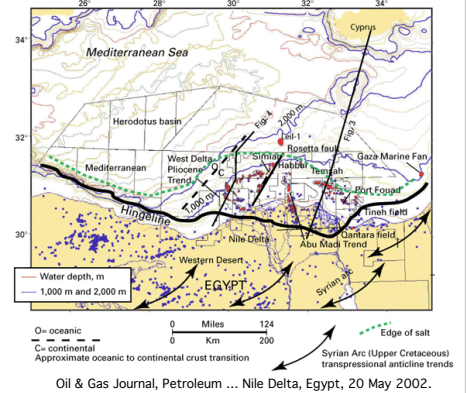 26° 28° 30° 32° 34°
Cyprus
34°
Mediterranean Sea
Fig. 4
2,000 m
Fig. 3
Herodotus basin
32°
Rosetta fault
West Delta
Pliocene
Trend
O
C
Simian
Habbar
Temsah
Gaza Marine Fan
Mediterranean
1,000 m
Port Fouad
Hingeline
Tineh field
30°
Nile Delta
Qantara field
Abu Madi Trend
Western Desert
Syrian arc
EGYPT
Water depth, m
1,000 m and 2,000 m
O= oceanic
C= continental
Approximate oceanic to continental crust transition
0 Miles 124
0 Km 200
Edge of salt
Syrian Arc (Upper Cretaceous)
transpressional anticline trends
Oil & Gas Journal, Petroleum ... Nile Delta, Egypt, 20 May 2002.